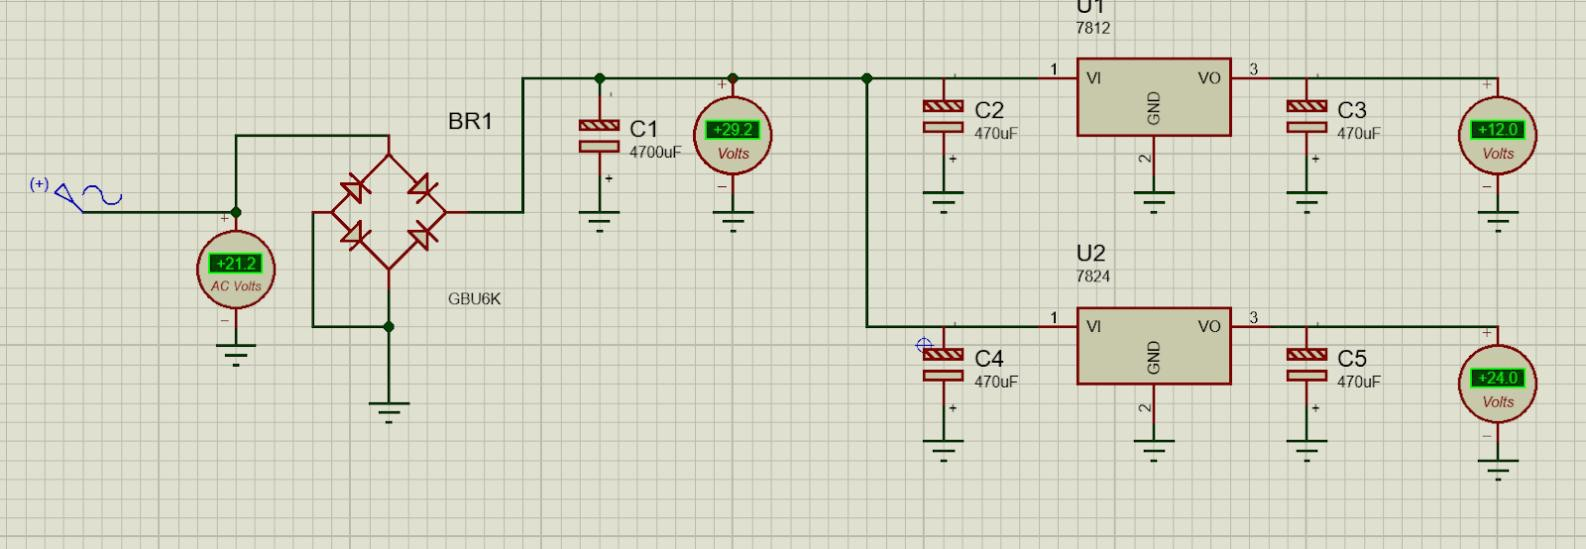 U1
7812
1
VI
VO
3
GND
2
BR1
C1
4700uF
+
+29.2
Volts
−
+
C2
470uF
+
C3
470uF
+
+
+12.0
Volts
−
(+)
+
+21.2
AC Volts
−
GBU6K
U2
7824
1
VI
VO
3
GND
2
C4
470uF
+
C5
470uF
+
+
+24.0
Volts
−